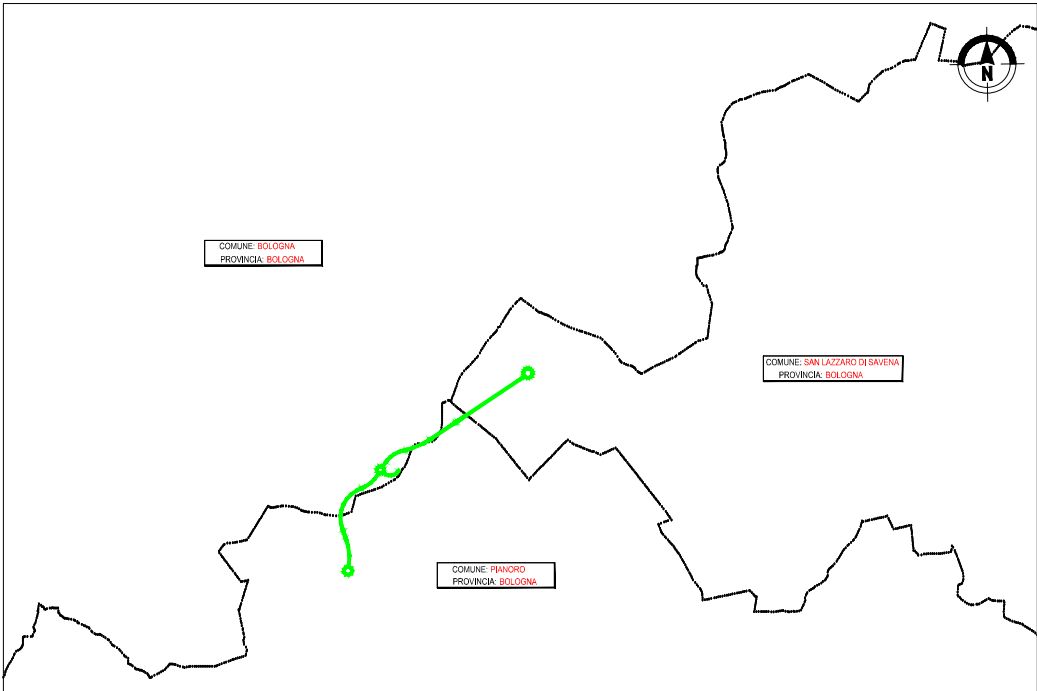 N
COMUNE: BOLOGNA
PROVINCIA: BOLOGNA
COMUNE: SAN LAZZARO DI SAVENA
PROVINCIA: BOLOGNA
COMUNE: PIANORO
PROVINCIA: BOLOGNA